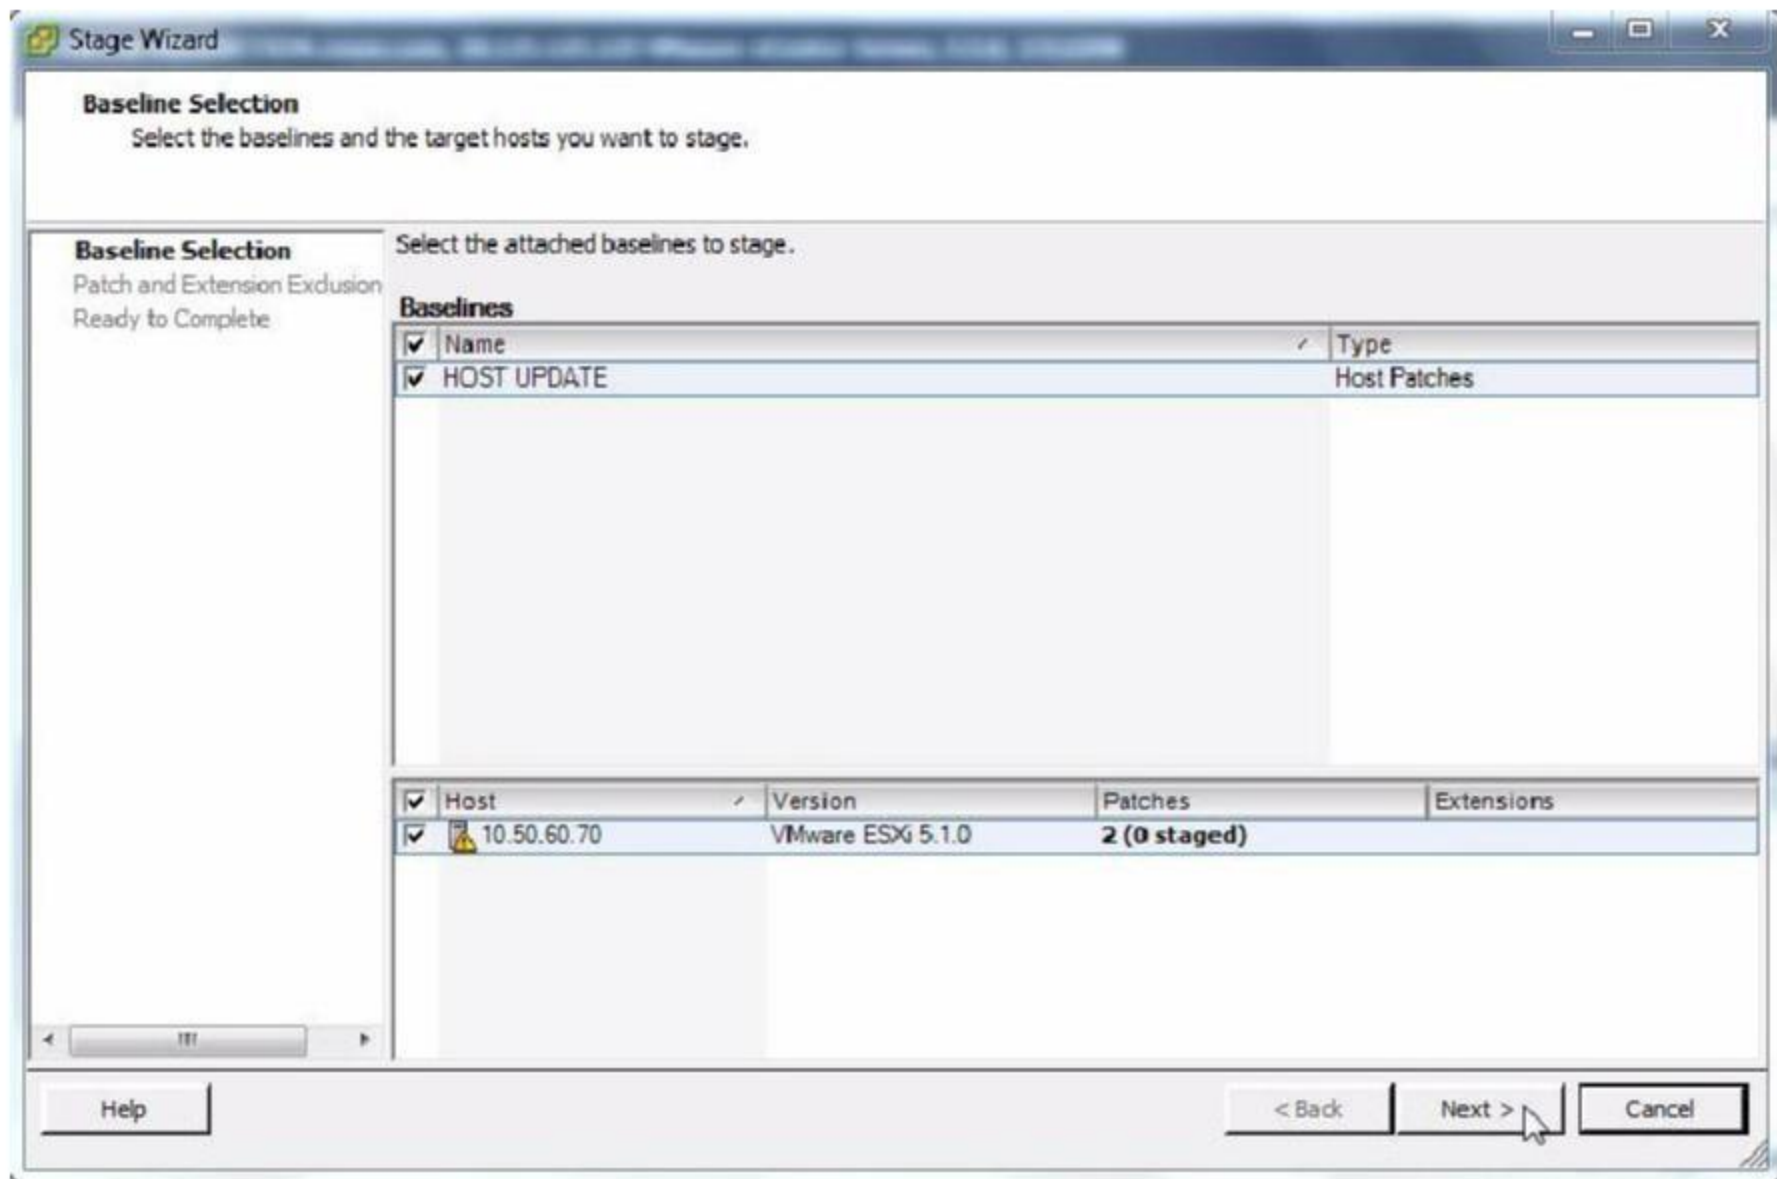 Stage Wizard
Baseline Selection
Select the baselines and the target hosts you want to stage.
Baseline Selection
Patch and Extension Exclusion
Ready to Complete
Select the attached baselines to stage.
Baselines
Name Type
HOST UPDATE Host Patches
Host Version Patches Extensions
10.50.60.70 VMware ESXi 5.1.0 2 (0 staged)
Help < Back Next > Cancel